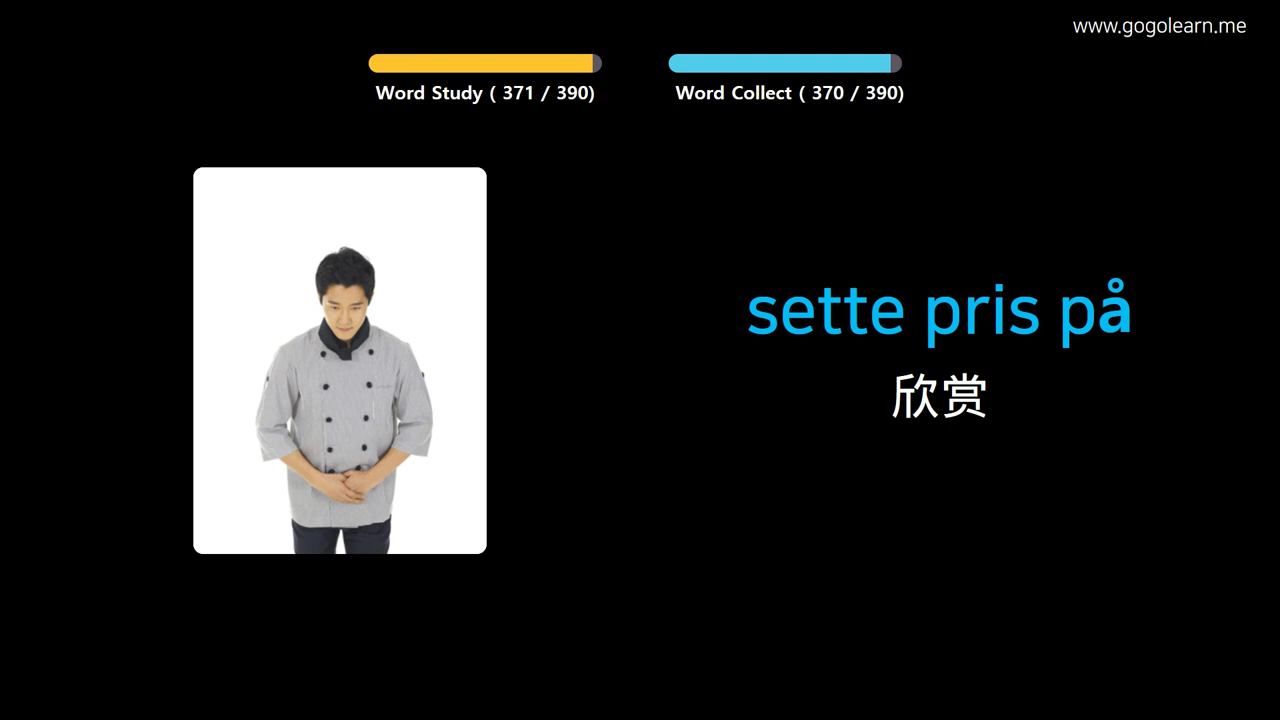 www.gogolearn.me
Word Study ( 371 / 390)
Word Collect ( 370 / 390)
sette pris på
欣赏